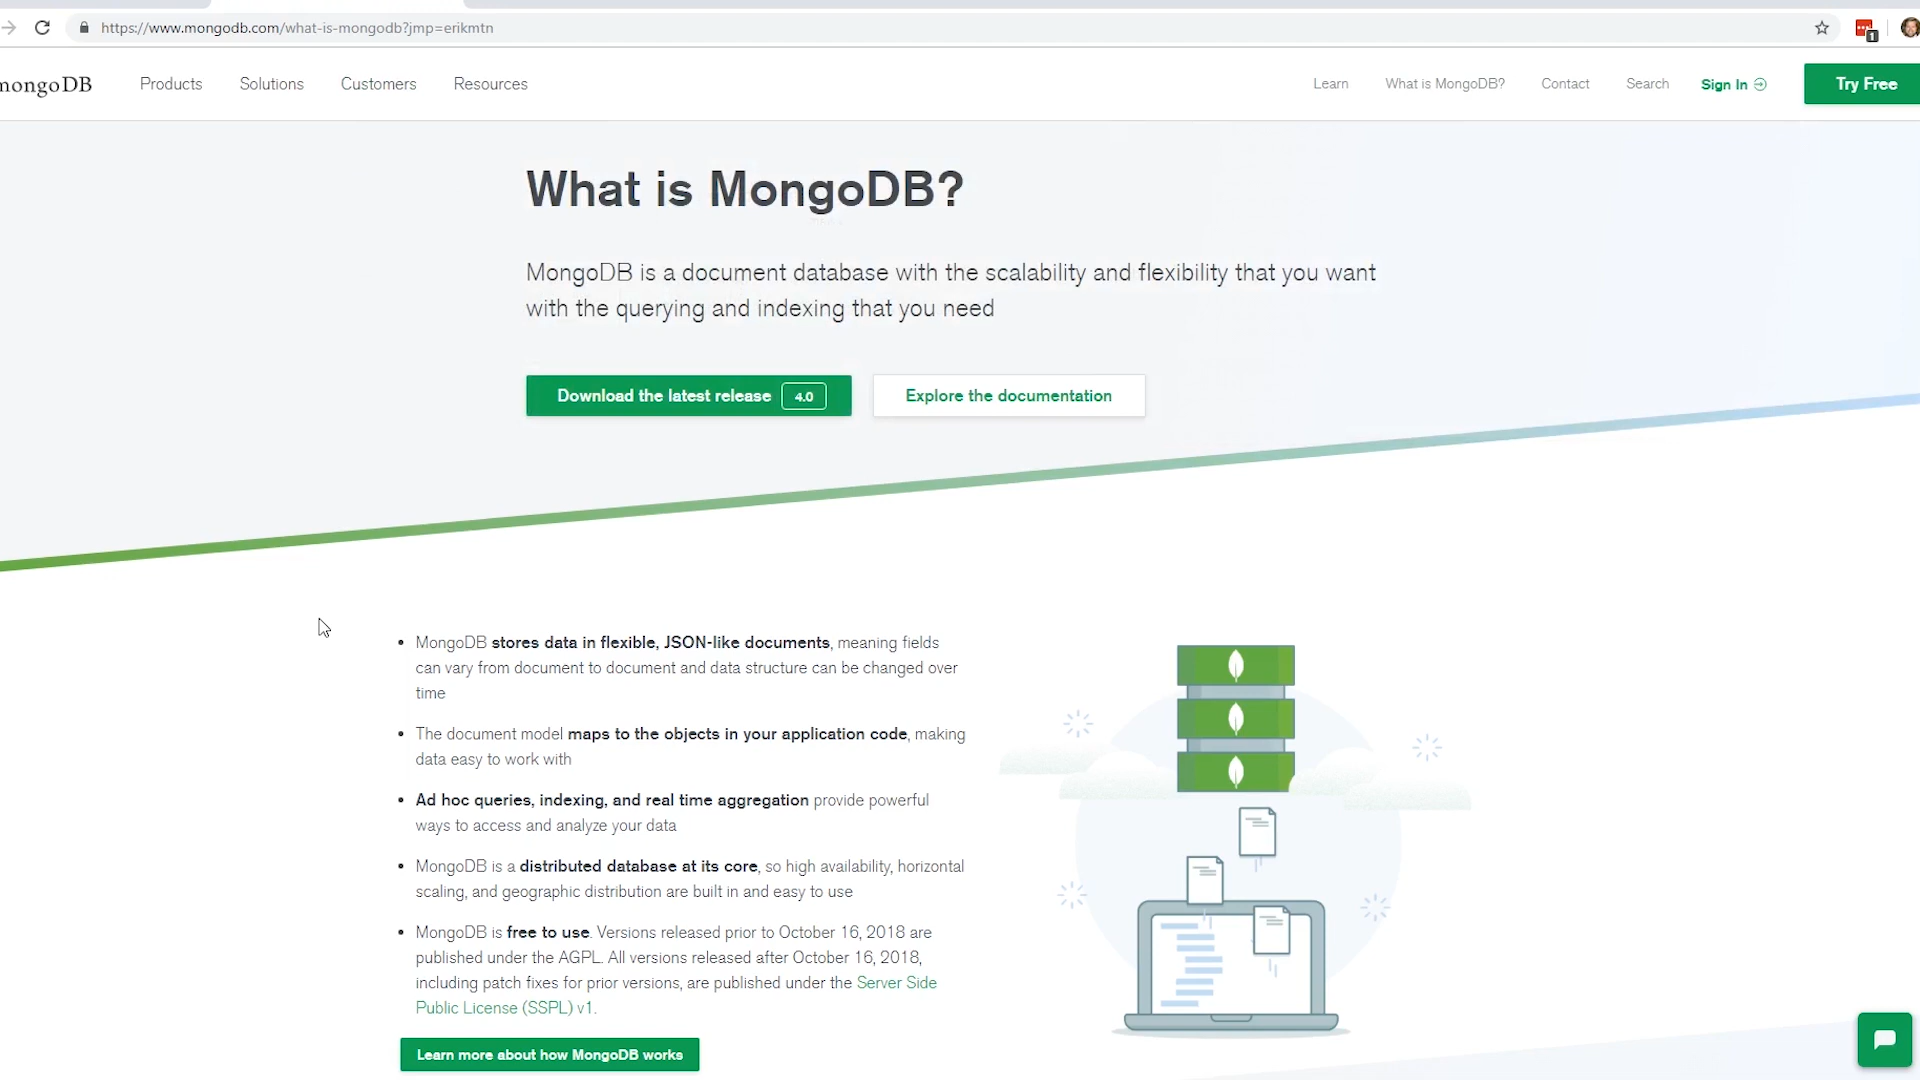 https://www.mongodb.com/what-is-mongodb?jmp=erikmtn
1
mongoDB
Products
Solutions
Customers
Resources
Learn
What is MongoDB?
Contact
Search
Sign In
Try Free
What is MongoDB?
MongoDB is a document database with the scalability and flexibility that you want
with the querying and indexing that you need
Download the latest release 4.0
Explore the documentation
• MongoDB stores data in flexible, JSON-like documents, meaning fields
can vary from document to document and data structure can be changed over
time
• The document model maps to the objects in your application code, making
data easy to work with
• Ad hoc queries, indexing, and real time aggregation provide powerful
ways to access and analyze your data
• MongoDB is a distributed database at its core, so high availability, horizontal
scaling, and geographic distribution are built in and easy to use
• MongoDB is free to use. Versions released prior to October 16, 2018 are
published under the AGPL. All versions released after October 16, 2018,
including patch fixes for prior versions, are published under the Server Side
Public License (SSPL) v1.
Learn more about how MongoDB works